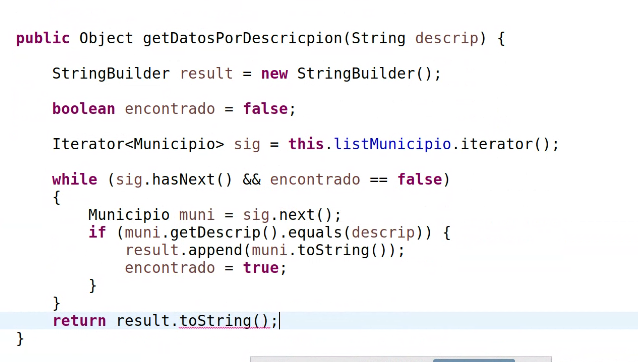 public Object getDatosPorDescricpion(String descrip) {
StringBuilder result = new StringBuilder();
boolean encontrado = false;
Iterator<Municipio> sig = this.listMunicipio.iterator();
while (sig.hasNext() && encontrado == false)
{
Municipio muni = sig.next();
if (muni.getDescrip().equals(descrip)) {
result.append(muni.toString());
encontrado = true;
}
}
return result.toString();
}